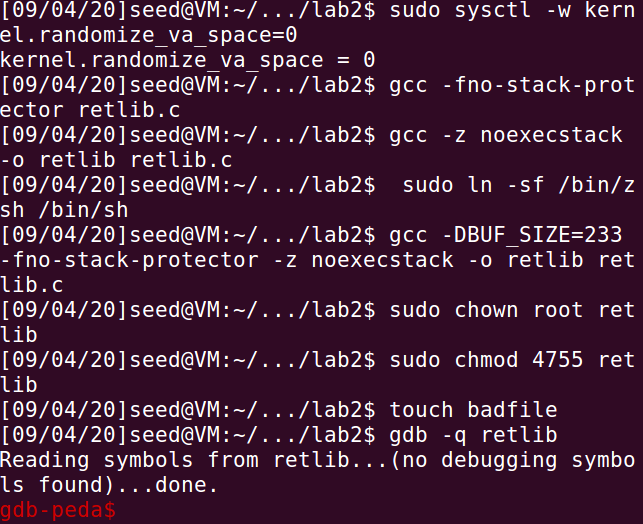 [09/04/20]seed@VM:~/.../lab2$ sudo sysctl -w kern
el.randomize_va_space=0
kernel.randomize_va_space = 0
[09/04/20]seed@VM:~/.../lab2$ gcc -fno-stack-prot
ector retlib.c
[09/04/20]seed@VM:~/.../lab2$ gcc -z noexecstack
-o retlib retlib.c
[09/04/20]seed@VM:~/.../lab2$  sudo ln -sf /bin/z
sh /bin/sh
[09/04/20]seed@VM:~/.../lab2$ gcc -DBUF_SIZE=233
-fno-stack-protector -z noexecstack -o retlib ret
lib.c
[09/04/20]seed@VM:~/.../lab2$ sudo chown root ret
lib
[09/04/20]seed@VM:~/.../lab2$ sudo chmod 4755 ret
lib
[09/04/20]seed@VM:~/.../lab2$ touch badfile
[09/04/20]seed@VM:~/.../lab2$ gdb -q retlib
Reading symbols from retlib...(no debugging symbo
ls found)...done.
gdb-peda$